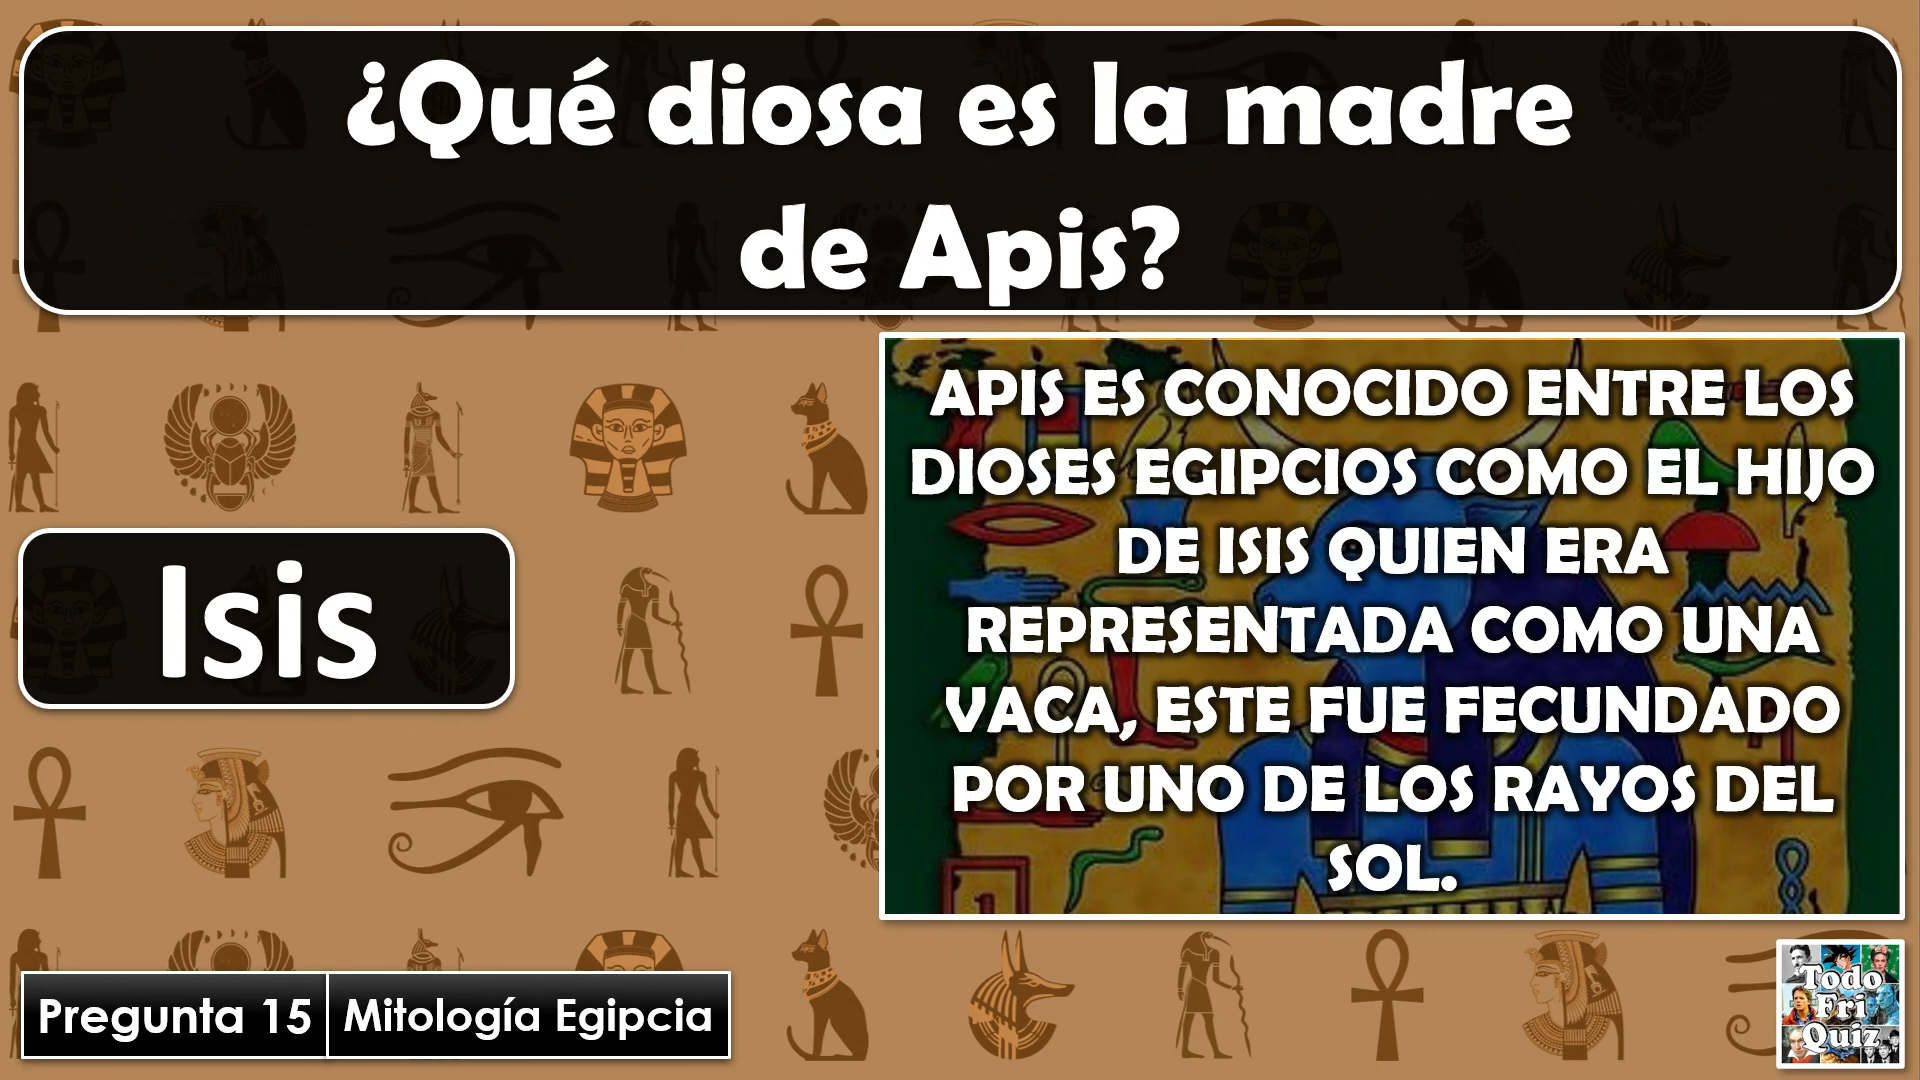 ¿Qué diosa es la madre
de Apis?
APIS ES CONOCIDO ENTRE LOS
DIOSES EGIPCIOS COMO EL HIJO
DE ISIS QUIEN ERA
REPRESENTADA COMO UNA
VACA, ESTE FUE FECUNDADO
POR UNO DE LOS RAYOS DEL
SOL.
Isis
Pregunta 15
Mitología Egipcia
Todo
Fri
Quiz